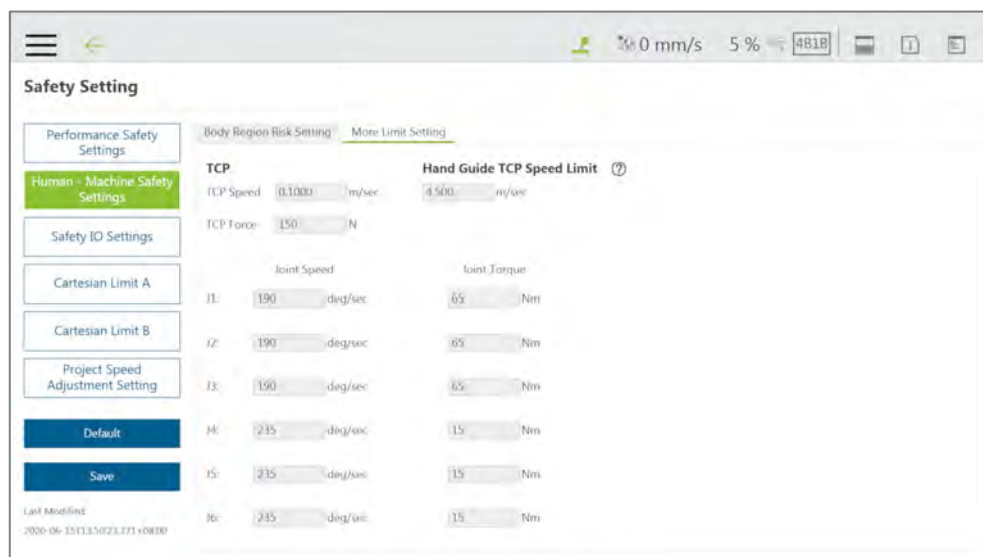 0 mm/s 5 % 4818
Safety Setting
Performance Safety
Settings
Human - Machine Safety
Settings
Safety IO Settings
Cartesian Limit A
Cartesian Limit B
Project Speed
Adjustment Setting
Default
Save
Last Modified:
Body Region Risk Setting More Limit Setting
TCP Hand Guide TCP Speed Limit ?
TCP Speed 0.1000 m/sec 4.500 m/sec
TCP Force 150 N
Joint Speed Joint Torque
J1: 190 deg/sec 65 Nm
J2: 190 deg/sec 65 Nm
J3: 190 deg/sec 65 Nm
J4: 235 deg/sec 15 Nm
J5: 235 deg/sec 15 Nm
J6: 235 deg/sec 15 Nm